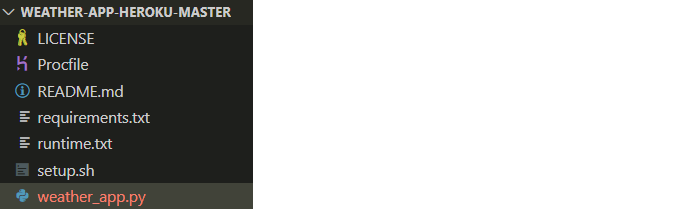 WEATHER-APP-HEROKU-MASTER
LICENSE
Procfile
README.md
requirements.txt
runtime.txt
setup.sh
weather_app.py